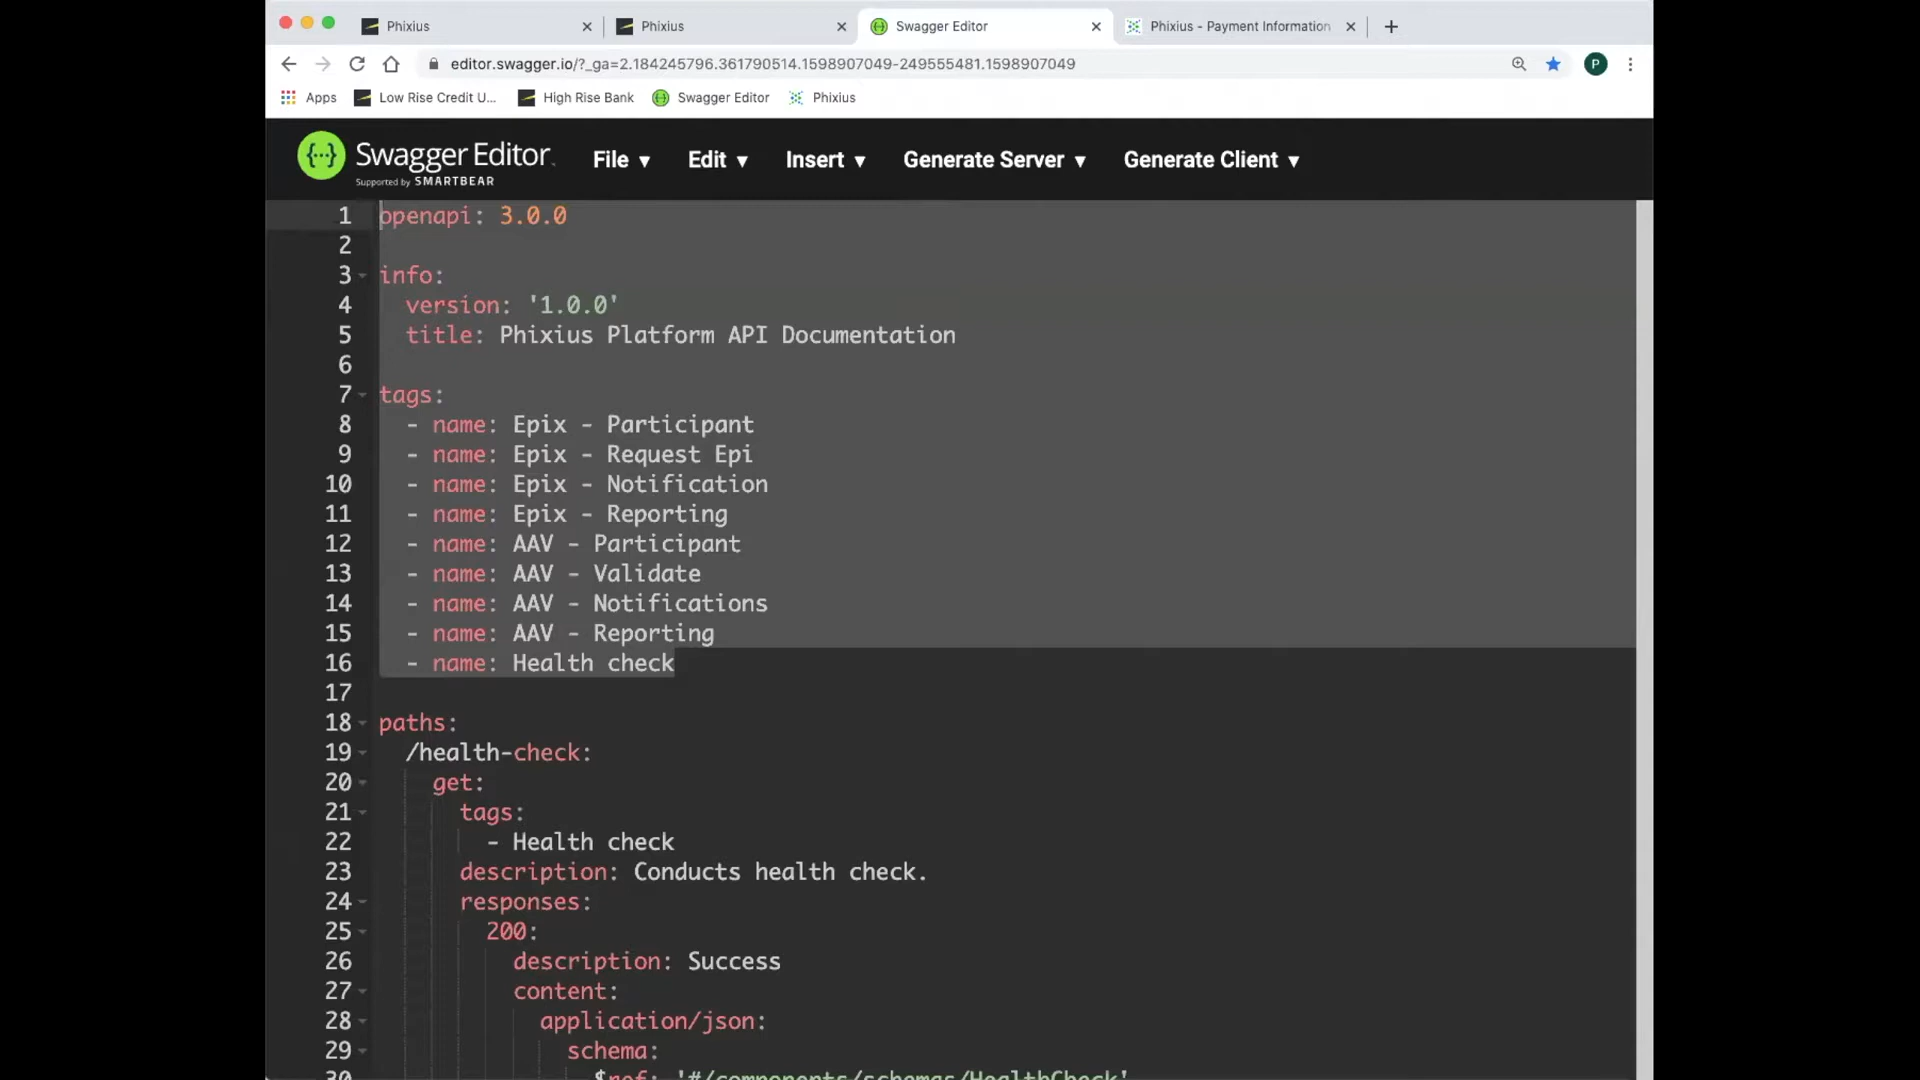 Phixius
Phixius
Swagger Editor
Phixius - Payment Information
editor.swagger.io/?_ga=2.184245796.361790514.1598907049-249555481.1598907049
P
Apps
Low Rise Credit U...
High Rise Bank
Swagger Editor
Phixius
{···} Swagger Editor.
Supported by SMARTBEAR
File ▼
Edit ▼
Insert ▼
Generate Server ▼
Generate Client ▼
1 openapi: 3.0.0
2
3 info:
4 version: '1.0.0'
5 title: Phixius Platform API Documentation
6
7 tags:
8 - name: Epix - Participant
9 - name: Epix - Request Epi
10 - name: Epix - Notification
11 - name: Epix - Reporting
12 - name: AAV - Participant
13 - name: AAV - Validate
14 - name: AAV - Notifications
15 - name: AAV - Reporting
16 - name: Health check
17
18 paths:
19 /health-check:
20 get:
21 tags:
22 - Health check
23 description: Conducts health check.
24 responses:
25 200:
26 description: Success
27 content:
28 application/json:
29 schema:
30 $ref: '#/components/schemas/HealthCheck'